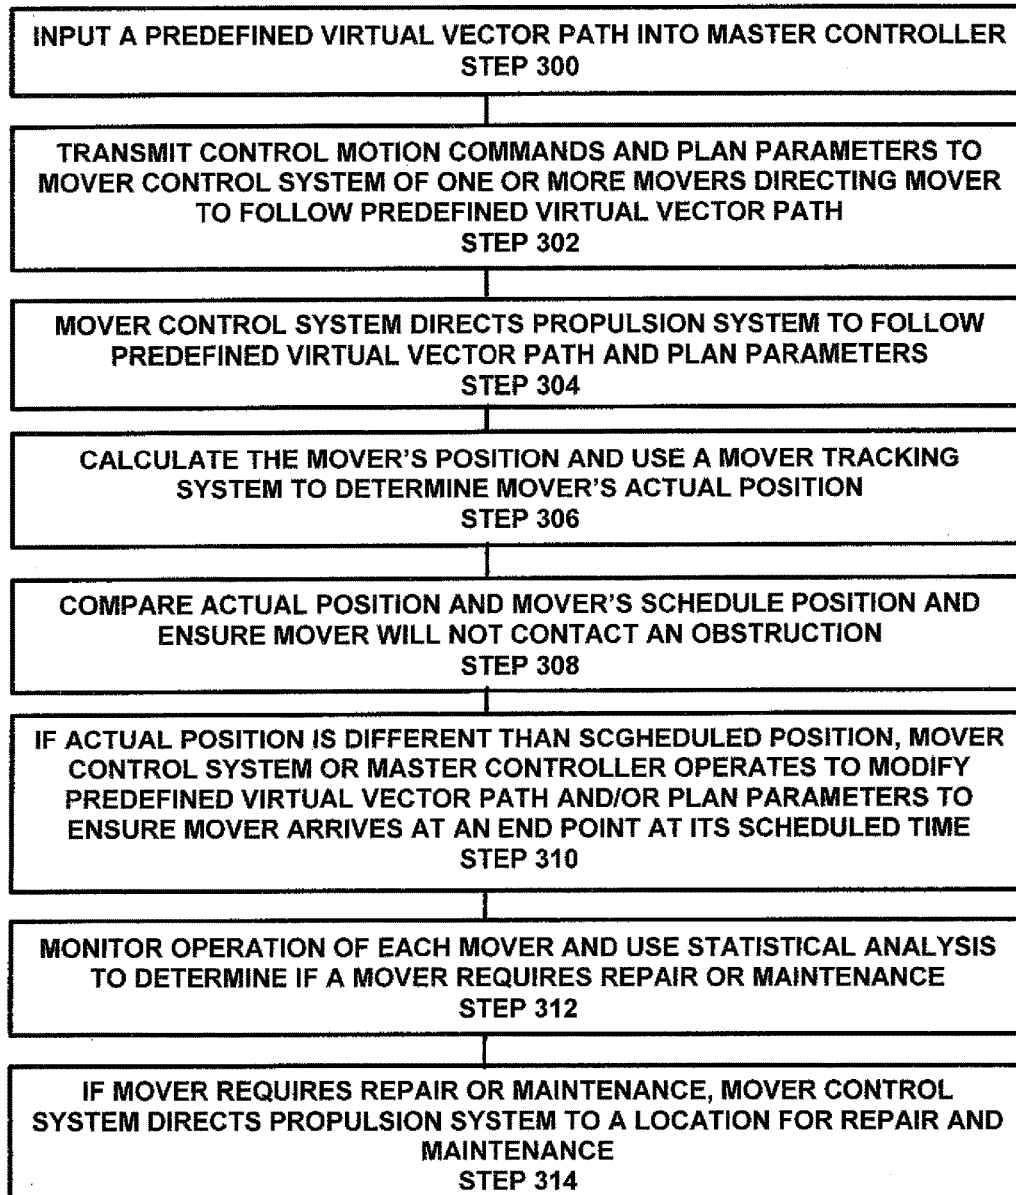 INPUT A PREDEFINED VIRTUAL VECTOR PATH INTO MASTER CONTROLLER
STEP 300
TRANSMIT CONTROL MOTION COMMANDS AND PLAN PARAMETERS TO
MOVER CONTROL SYSTEM OF ONE OR MORE MOVERS DIRECTING MOVER
TO FOLLOW PREDEFINED VIRTUAL VECTOR PATH
STEP 302
MOVER CONTROL SYSTEM DIRECTS PROPULSION SYSTEM TO FOLLOW
PREDEFINED VIRTUAL VECTOR PATH AND PLAN PARAMETERS
STEP 304
CALCULATE THE MOVER'S POSITION AND USE A MOVER TRACKING
SYSTEM TO DETERMINE MOVER'S ACTUAL POSITION
STEP 306
COMPARE ACTUAL POSITION AND MOVER'S SCHEDULE POSITION AND
ENSURE MOVER WILL NOT CONTACT AN OBSTRUCTION
STEP 308
IF ACTUAL POSITION IS DIFFERENT THAN SCGHEDULED POSITION, MOVER
CONTROL SYSTEM OR MASTER CONTROLLER OPERATES TO MODIFY
PREDEFINED VIRTUAL VECTOR PATH AND/OR PLAN PARAMETERS TO
ENSURE MOVER ARRIVES AT AN END POINT AT ITS SCHEDULED TIME
STEP 310
MONITOR OPERATION OF EACH MOVER AND USE STATISTICAL ANALYSIS
TO DETERMINE IF A MOVER REQUIRES REPAIR OR MAINTENANCE
STEP 312
IF MOVER REQUIRES REPAIR OR MAINTENANCE, MOVER CONTROL
SYSTEM DIRECTS PROPULSION SYSTEM TO A LOCATION FOR REPAIR AND
MAINTENANCE
STEP 314